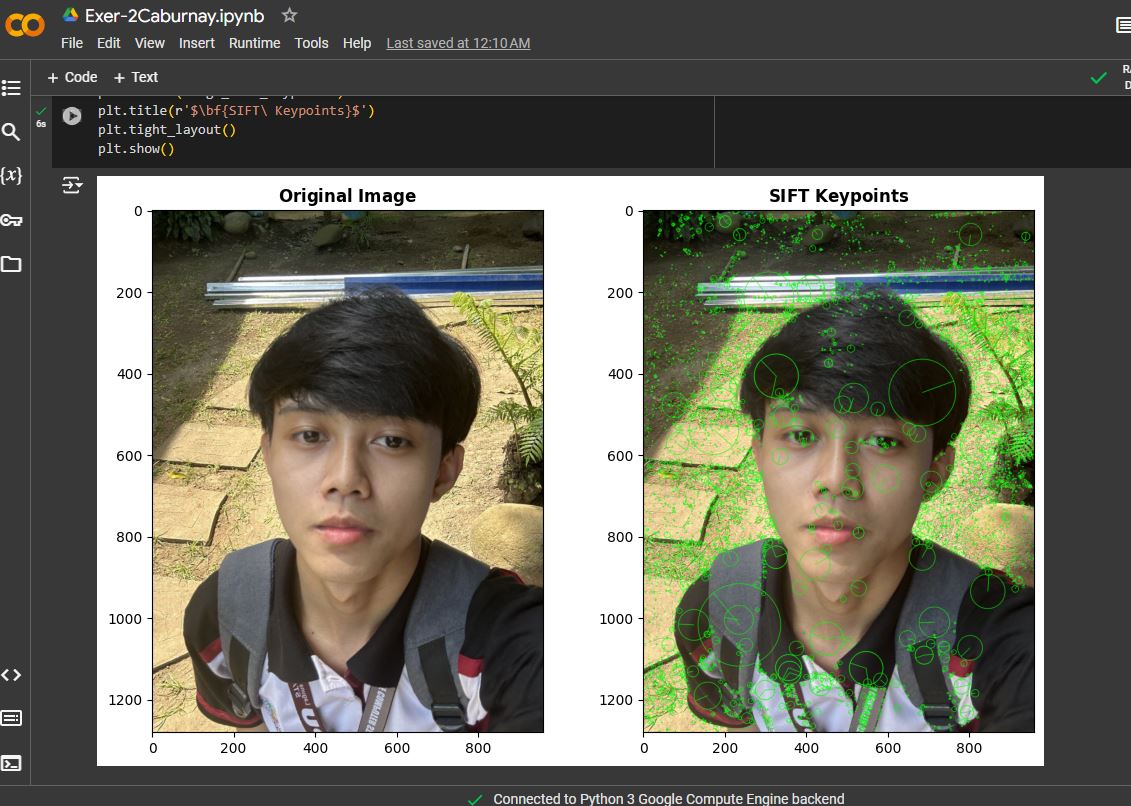 Exer-2Caburnay.ipynb
File Edit View Insert Runtime Tools Help Last saved at 12:10 AM
+ Code + Text
6s
plt.title(r'$\bf{SIFT\ Keypoints}$')
plt.tight_layout()
plt.show()
{x}
Original Image
SIFT Keypoints
0
200
400
600
800
1000
1200
0 200 400 600 800
0
200
400
600
800
1000
1200
0 200 400 600 800
Connected to Python 3 Google Compute Engine backend